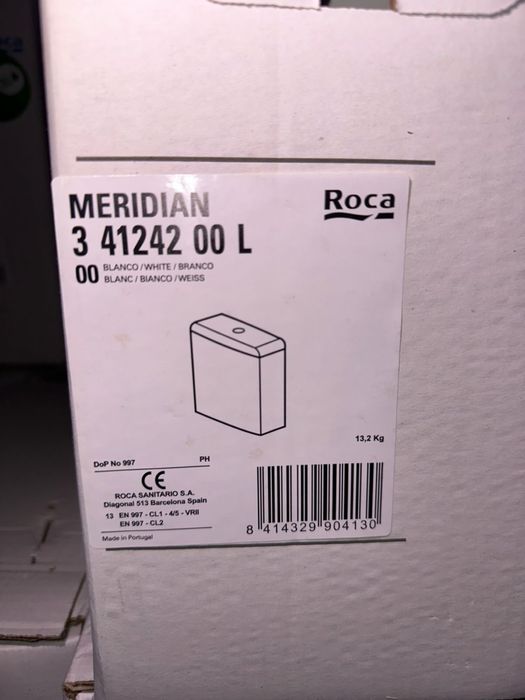 MERIDIAN
Roca
3 41242 00 L
00 BLANCO / WHITE / BRANCO
BLANC / BIANCO / WEISS
13,2 Kg
DoP No 997
PH
CE
ROCA SANITARIO S.A.
Diagonal 513 Barcelona Spain
13 EN 997 - CL1 - 4/5 - VRII
EN 997 - CL2
Made in Portugal
8 414329 904130